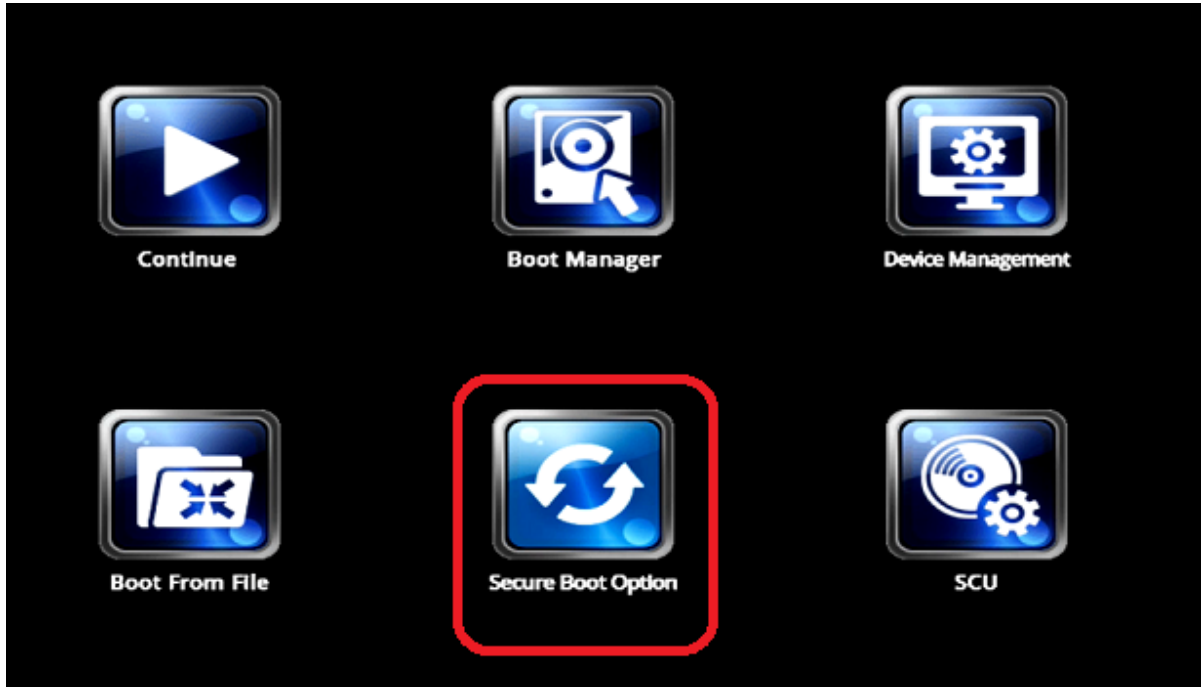 Continue
Boot Manager
Device Management
Boot From File
Secure Boot Option
SCU